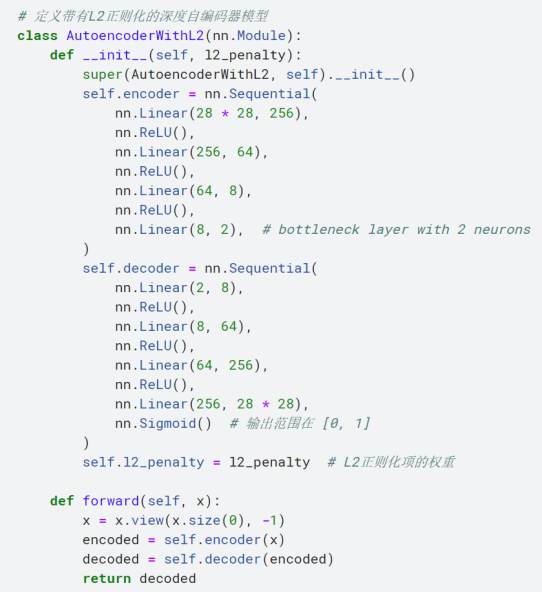 # 定义带有L2正则化的深度自编码器模型
class AutoencoderWithL2(nn.Module):
    def __init__(self, l2_penalty):
        super(AutoencoderWithL2, self).__init__()
        self.encoder = nn.Sequential(
            nn.Linear(28 * 28, 256),
            nn.ReLU(),
            nn.Linear(256, 64),
            nn.ReLU(),
            nn.Linear(64, 8),
            nn.ReLU(),
            nn.Linear(8, 2),  # bottleneck layer with 2 neurons
        )
        self.decoder = nn.Sequential(
            nn.Linear(2, 8),
            nn.ReLU(),
            nn.Linear(8, 64),
            nn.ReLU(),
            nn.Linear(64, 256),
            nn.ReLU(),
            nn.Linear(256, 28 * 28),
            nn.Sigmoid()  # 输出范围在 [0, 1]
        )
        self.l2_penalty = l2_penalty  # L2正则化项的权重
    def forward(self, x):
        x = x.view(x.size(0), -1)
        encoded = self.encoder(x)
        decoded = self.decoder(encoded)
        return decoded